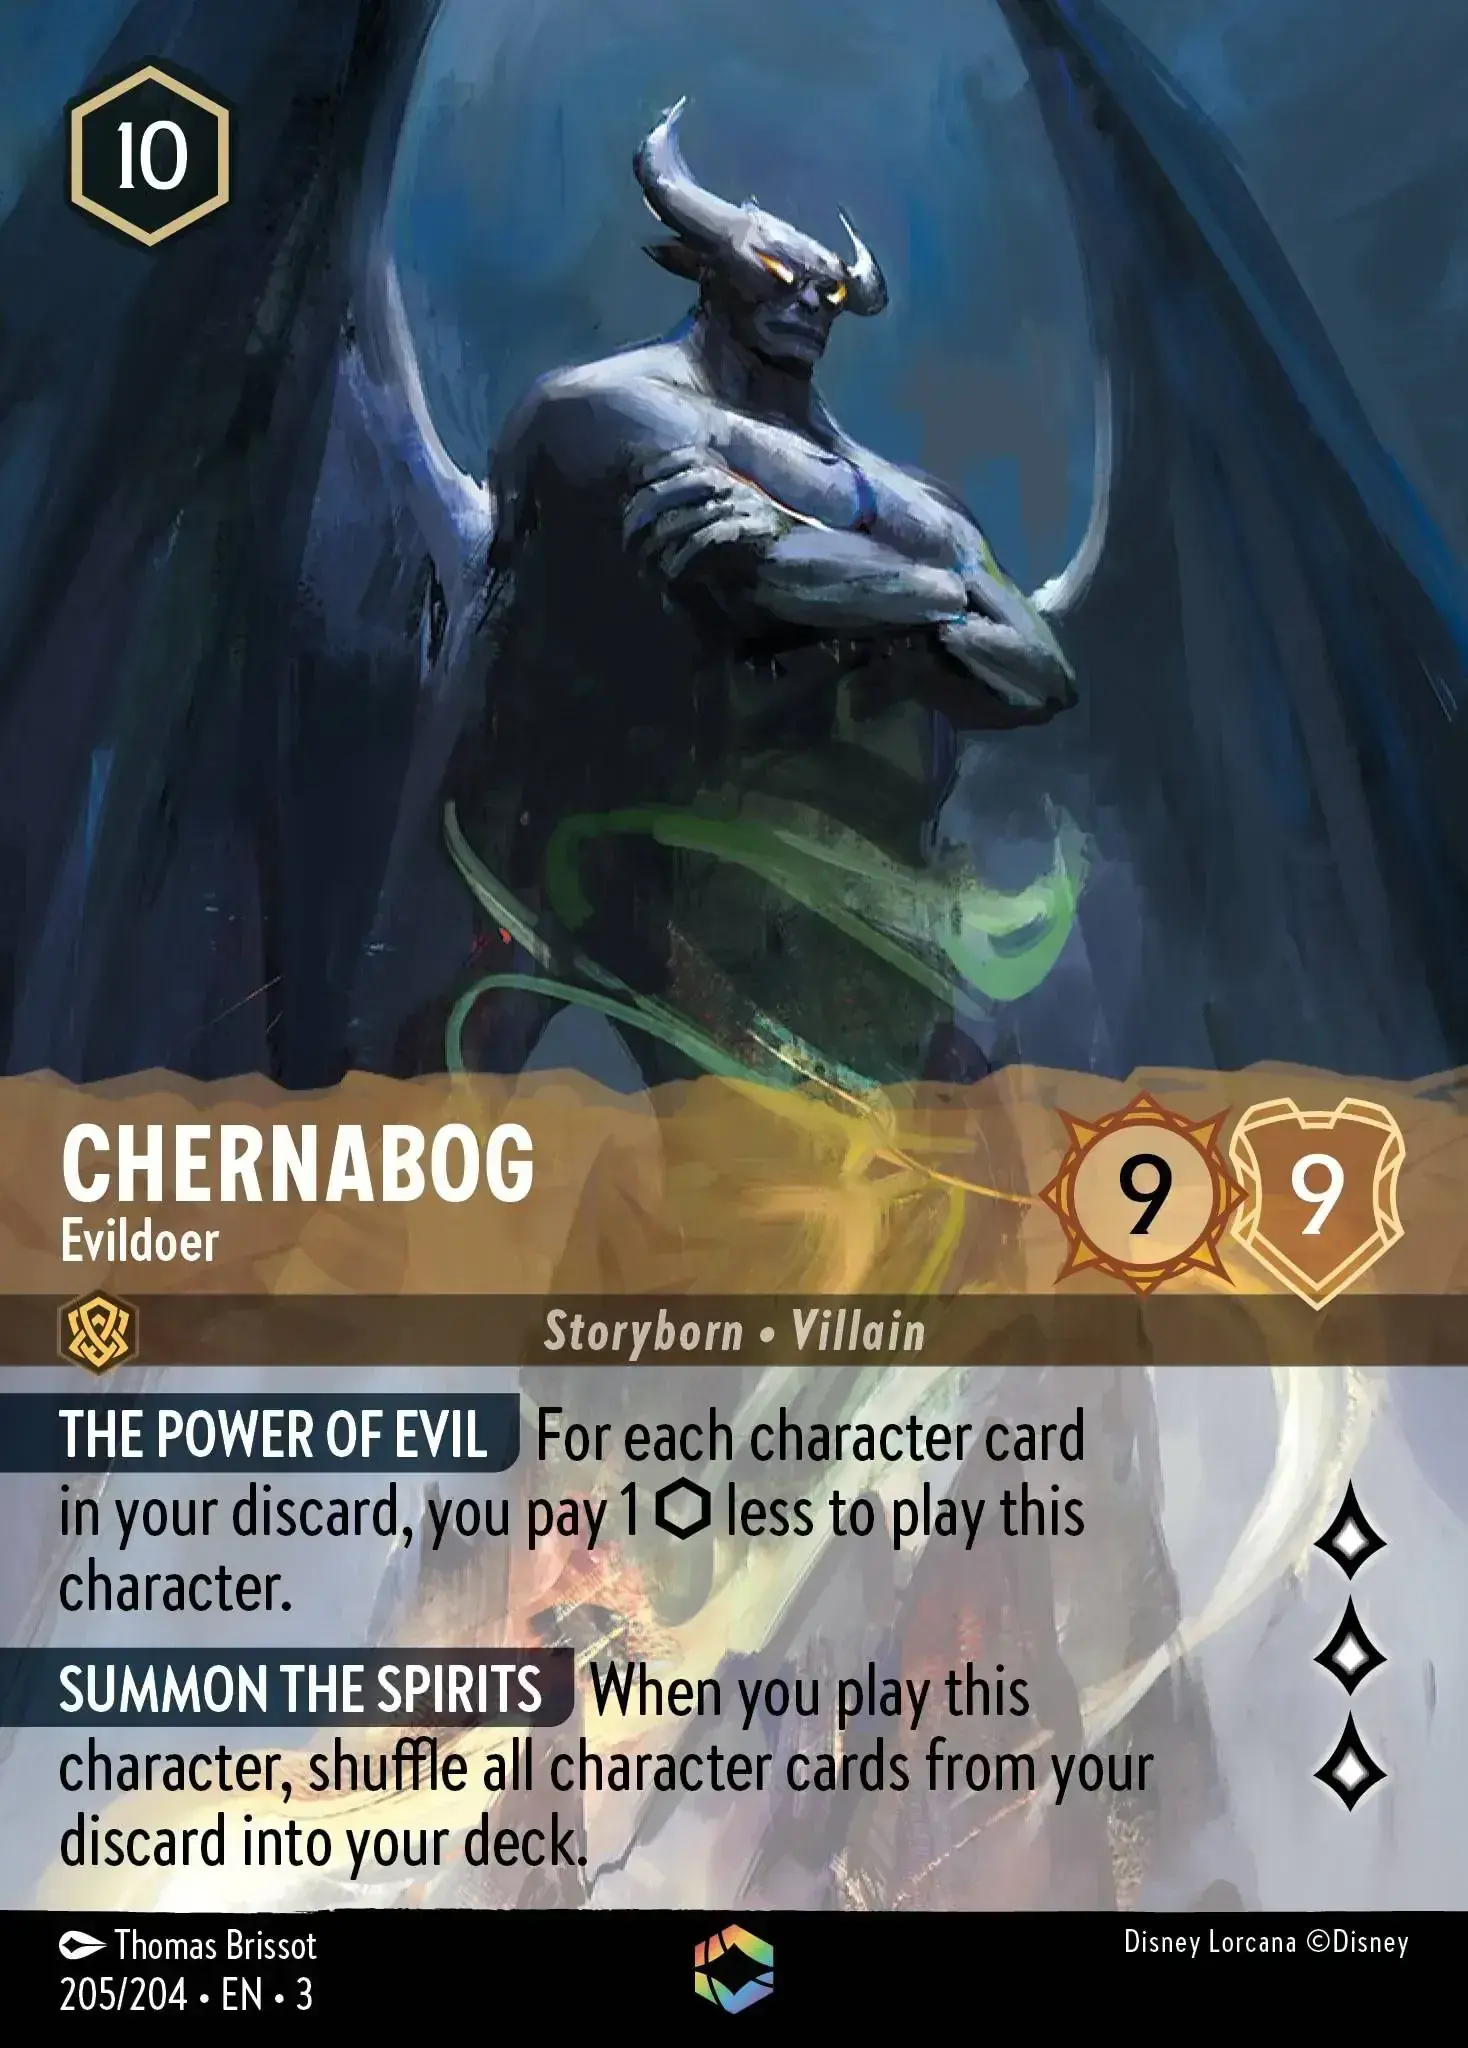 10
CHERNABOG
Evildoer
9
9
Storyborn • Villain
THE POWER OF EVIL For each character card
in your discard, you pay 1 ⬡ less to play this
character.
SUMMON THE SPIRITS When you play this
character, shuffle all character cards from your
discard into your deck.
Thomas Brissot
205/204 • EN • 3
Disney Lorcana ©Disney